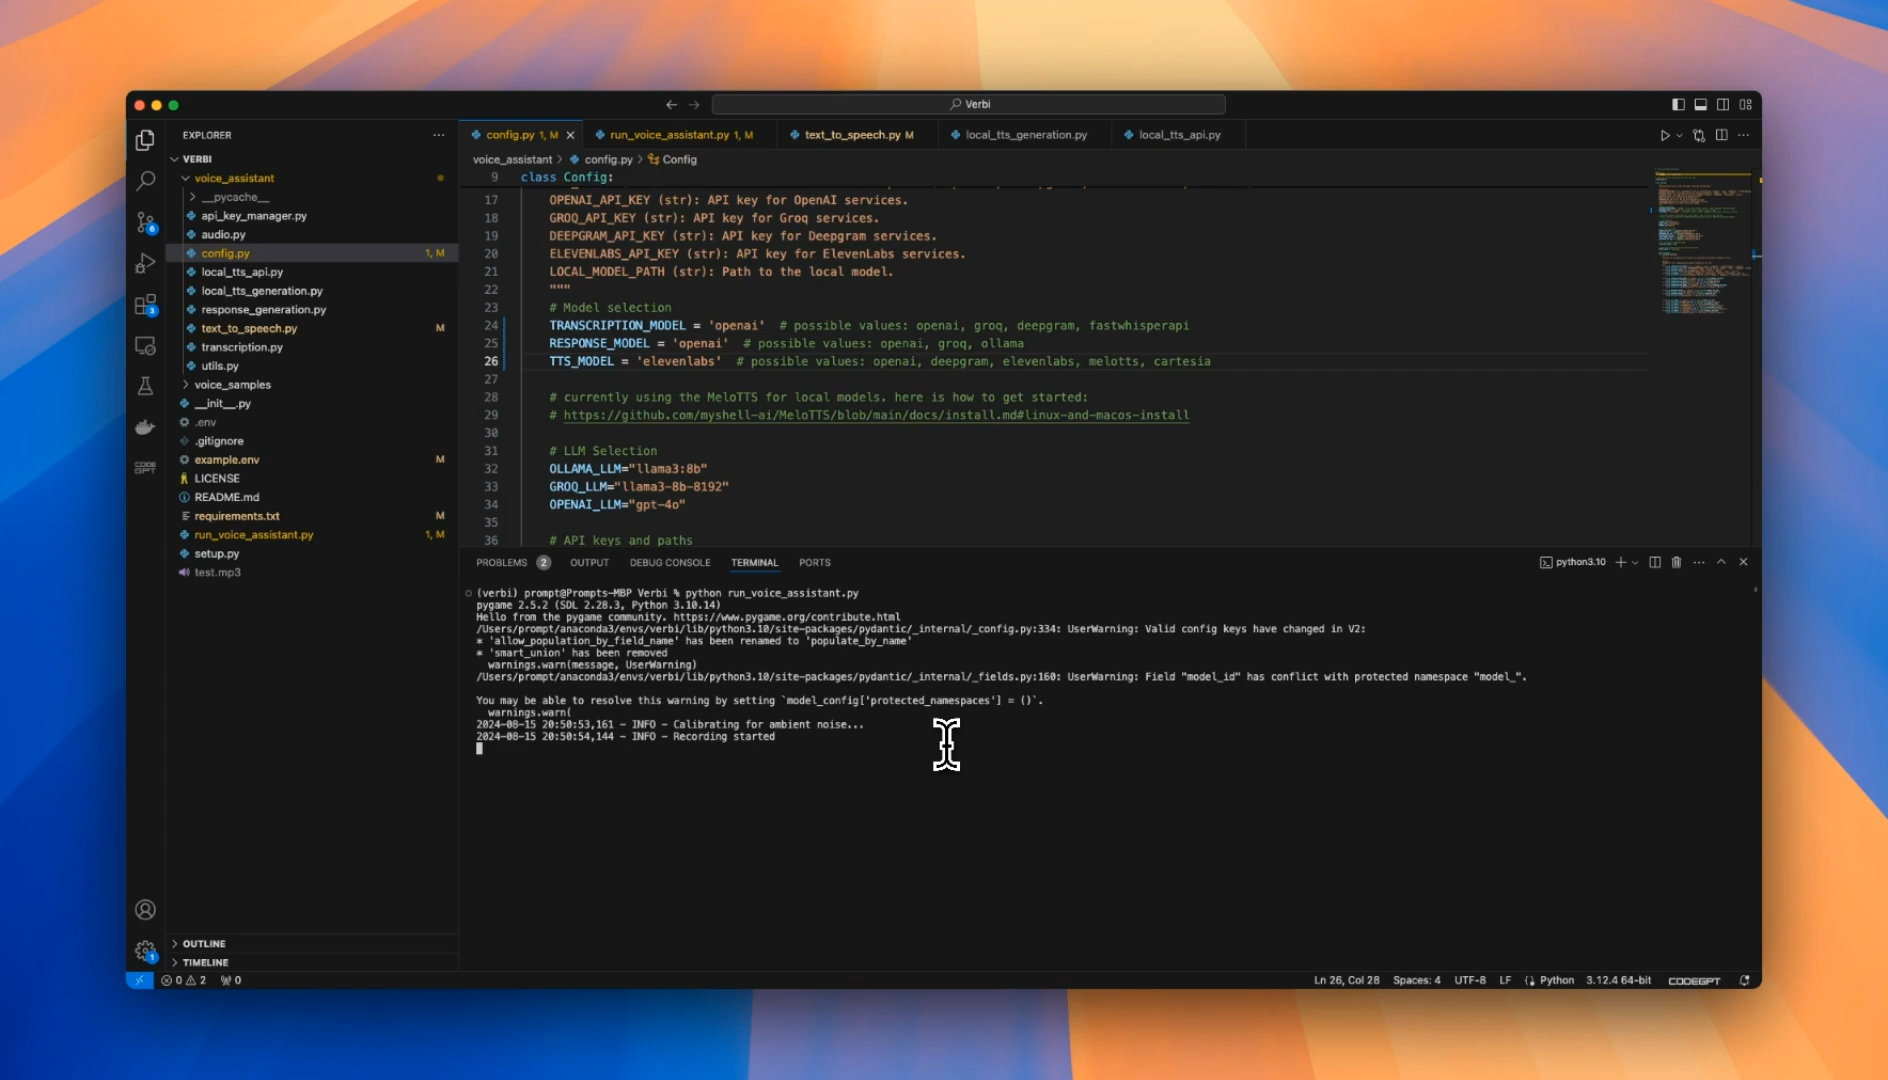 Verbi
EXPLORER
VERBI
voice_assistant
__pycache__
api_key_manager.py
audio.py
config.py 1, M
local_tts_api.py
local_tts_generation.py
response_generation.py
text_to_speech.py M
transcription.py
utils.py
voice_samples
__init__.py
.env
.gitignore
example.env M
LICENSE
README.md
requirements.txt M
run_voice_assistant.py 1, M
setup.py
test.mp3
OUTLINE
TIMELINE
config.py 1, M
run_voice_assistant.py 1, M
text_to_speech.py M
local_tts_generation.py
local_tts_api.py
voice_assistant > config.py > Config
9 class Config:
17 OPENAI_API_KEY (str): API key for OpenAI services.
18 GROQ_API_KEY (str): API key for Groq services.
19 DEEPGRAM_API_KEY (str): API key for Deepgram services.
20 ELEVENLABS_API_KEY (str): API key for ElevenLabs services.
21 LOCAL_MODEL_PATH (str): Path to the local model.
22 """
23 # Model selection
24 TRANSCRIPTION_MODEL = 'openai' # possible values: openai, groq, deepgram, fastwhisperapi
25 RESPONSE_MODEL = 'openai' # possible values: openai, groq, ollama
26 TTS_MODEL = 'elevenlabs' # possible values: openai, deepgram, elevenlabs, melotts, cartesia
27
28 # currently using the MeloTTS for local models. here is how to get started:
29 # https://github.com/myshell-ai/MeloTTS/blob/main/docs/install.md#linux-and-macos-install
30
31 # LLM Selection
32 OLLAMA_LLM="llama3:8b"
33 GROQ_LLM="llama3-8b-8192"
34 OPENAI_LLM="gpt-4o"
35
36 # API keys and paths
PROBLEMS 2 OUTPUT DEBUG CONSOLE TERMINAL PORTS
python3.10
(verbi) prompt@Prompts-MBP Verbi % python run_voice_assistant.py
pygame 2.5.2 (SDL 2.28.3, Python 3.10.14)
Hello from the pygame community. https://www.pygame.org/contribute.html
/Users/prompt/anaconda3/envs/verbi/lib/python3.10/site-packages/pydantic/_internal/_config.py:334: UserWarning: Valid config keys have changed in V2:
* 'allow_population_by_field_name' has been renamed to 'populate_by_name'
* 'smart_union' has been removed
warnings.warn(message, UserWarning)
/Users/prompt/anaconda3/envs/verbi/lib/python3.10/site-packages/pydantic/_internal/_fields.py:160: UserWarning: Field "model_id" has conflict with protected namespace "model_".
You may be able to resolve this warning by setting `model_config['protected_namespaces'] = ()`.
warnings.warn(
2024-08-15 20:50:53,161 - INFO - Calibrating for ambient noise...
2024-08-15 20:50:54,144 - INFO - Recording started
0 2 0
Ln 26, Col 28 Spaces: 4 UTF-8 LF Python 3.12.4 64-bit CODEGPT